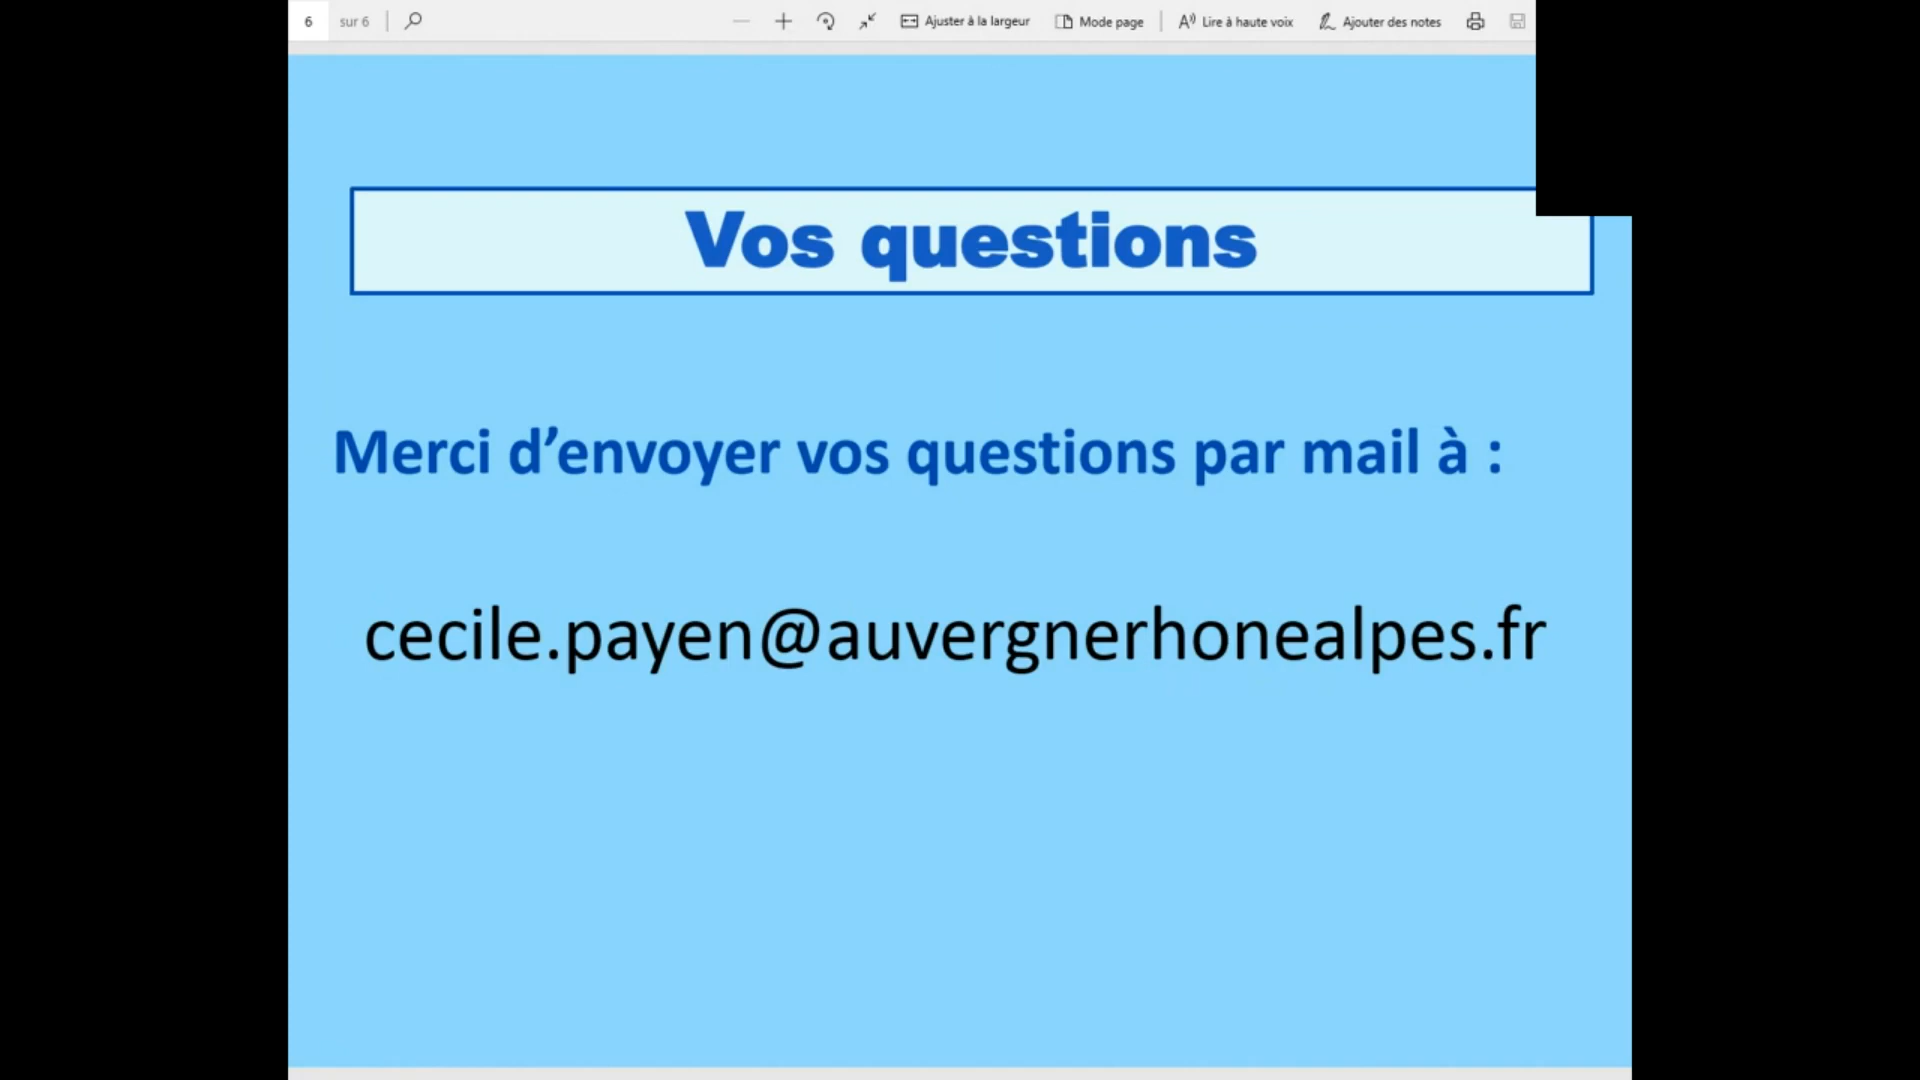 6 sur 6 Ajuster à la largeur Mode page Lire à haute voix Ajouter des notes
Vos questions
Merci d’envoyer vos questions par mail à :
cecile.payen@auvergnerhonealpes.fr